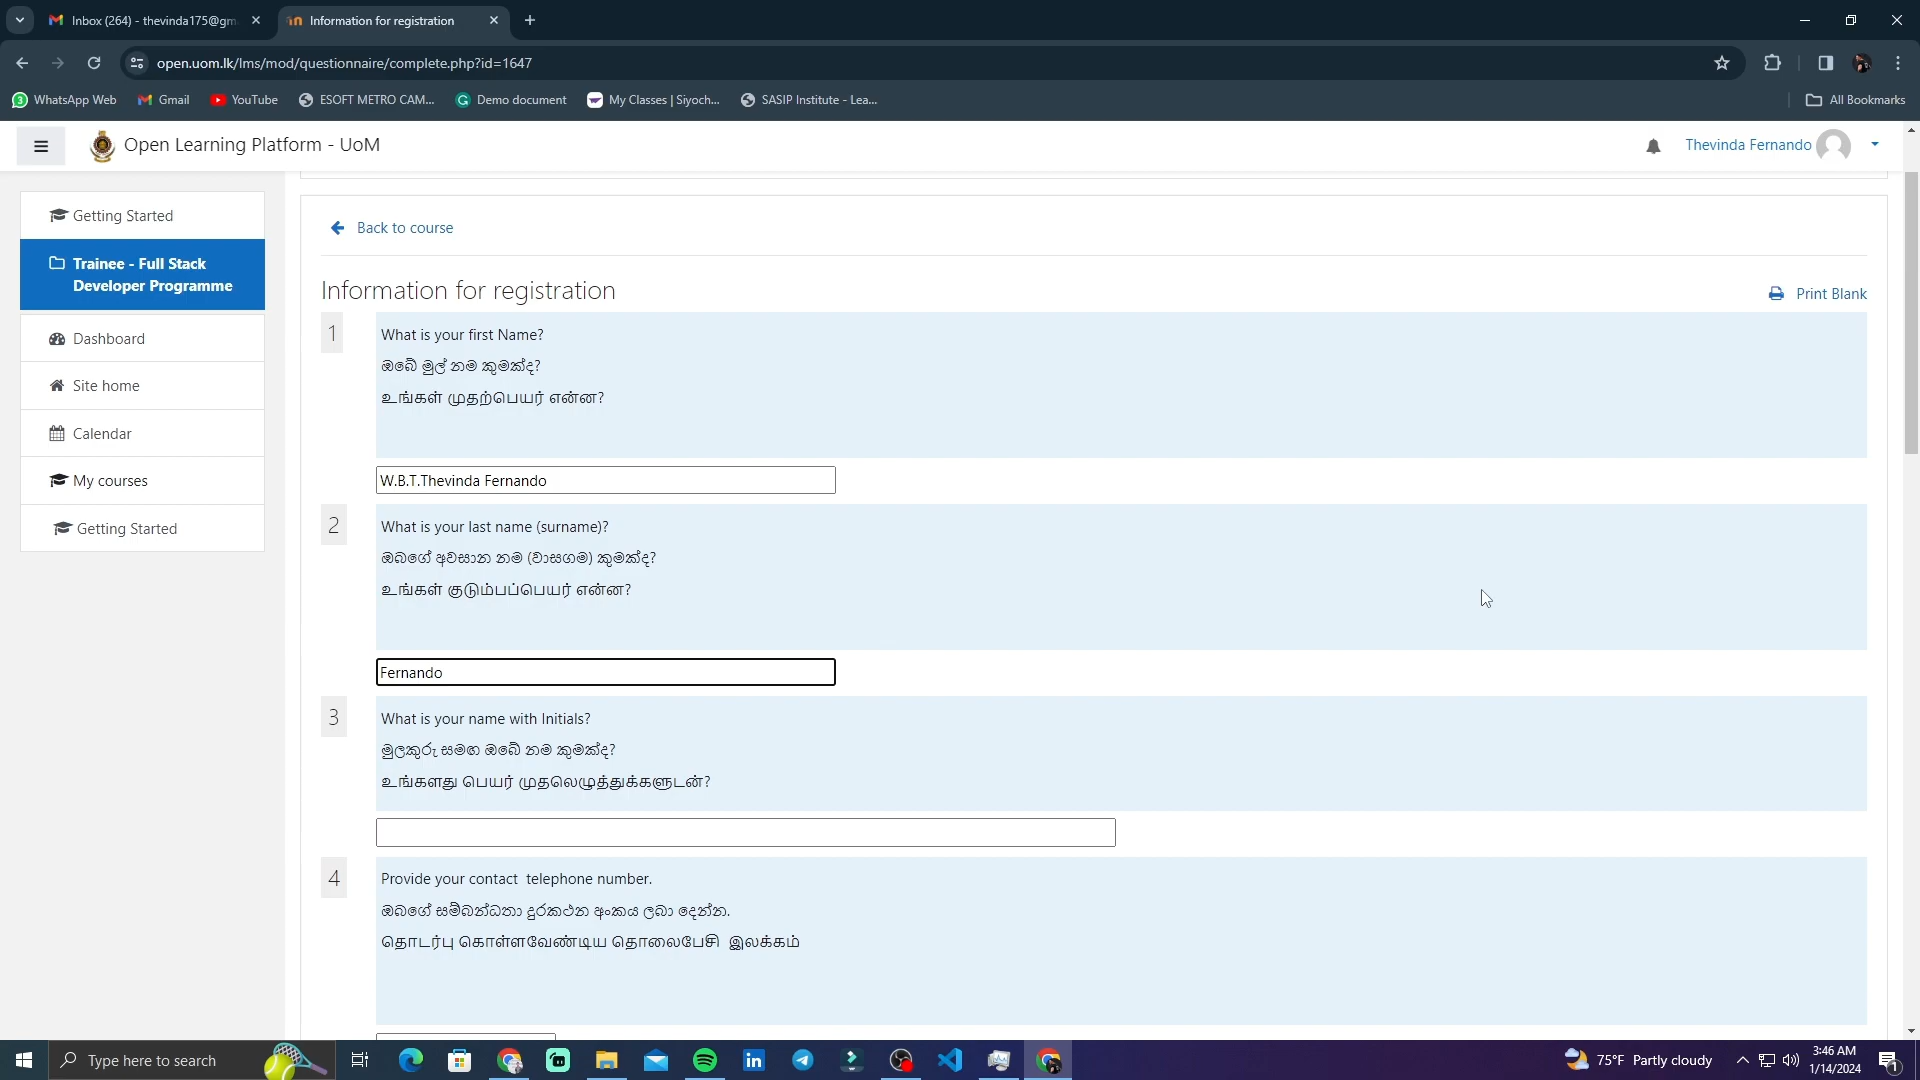 Inbox (264) - thevinda175@gm
Information for registration
open.uom.lk/lms/mod/questionnaire/complete.php?id=1647
WhatsApp Web
Gmail
YouTube
ESOFT METRO CAM...
Demo document
My Classes | Siyoch...
SASIP Institute - Lea...
All Bookmarks
Open Learning Platform - UoM
Thevinda Fernando
Getting Started
Trainee - Full Stack
Developer Programme
Dashboard
Site home
Calendar
My courses
Getting Started
Back to course
Information for registration
Print Blank
1
What is your first Name?
ඔබේ මුල් නම කුමක්ද?
உங்கள் முதற்பெயர் என்ன?
W.B.T.Thevinda Fernando
2
What is your last name (surname)?
ඔබගේ අවසාන නම (වාසගම) කුමක්ද?
உங்கள் குடும்பப்பெயர் என்ன?
Fernando
3
What is your name with Initials?
මුලකුරු සමඟ ඔබේ නම කුමක්ද?
உங்களது பெயர் முதலெழுத்துக்களுடன்?
4
Provide your contact  telephone number.
ඔබගේ සම්බන්ධතා දුරකථන අංකය ලබා දෙන්න.
தொடர்பு கொள்ளவேண்டிய தொலைபேசி  இலக்கம்
Type here to search
75°F Partly cloudy
3:46 AM
1/14/2024
1